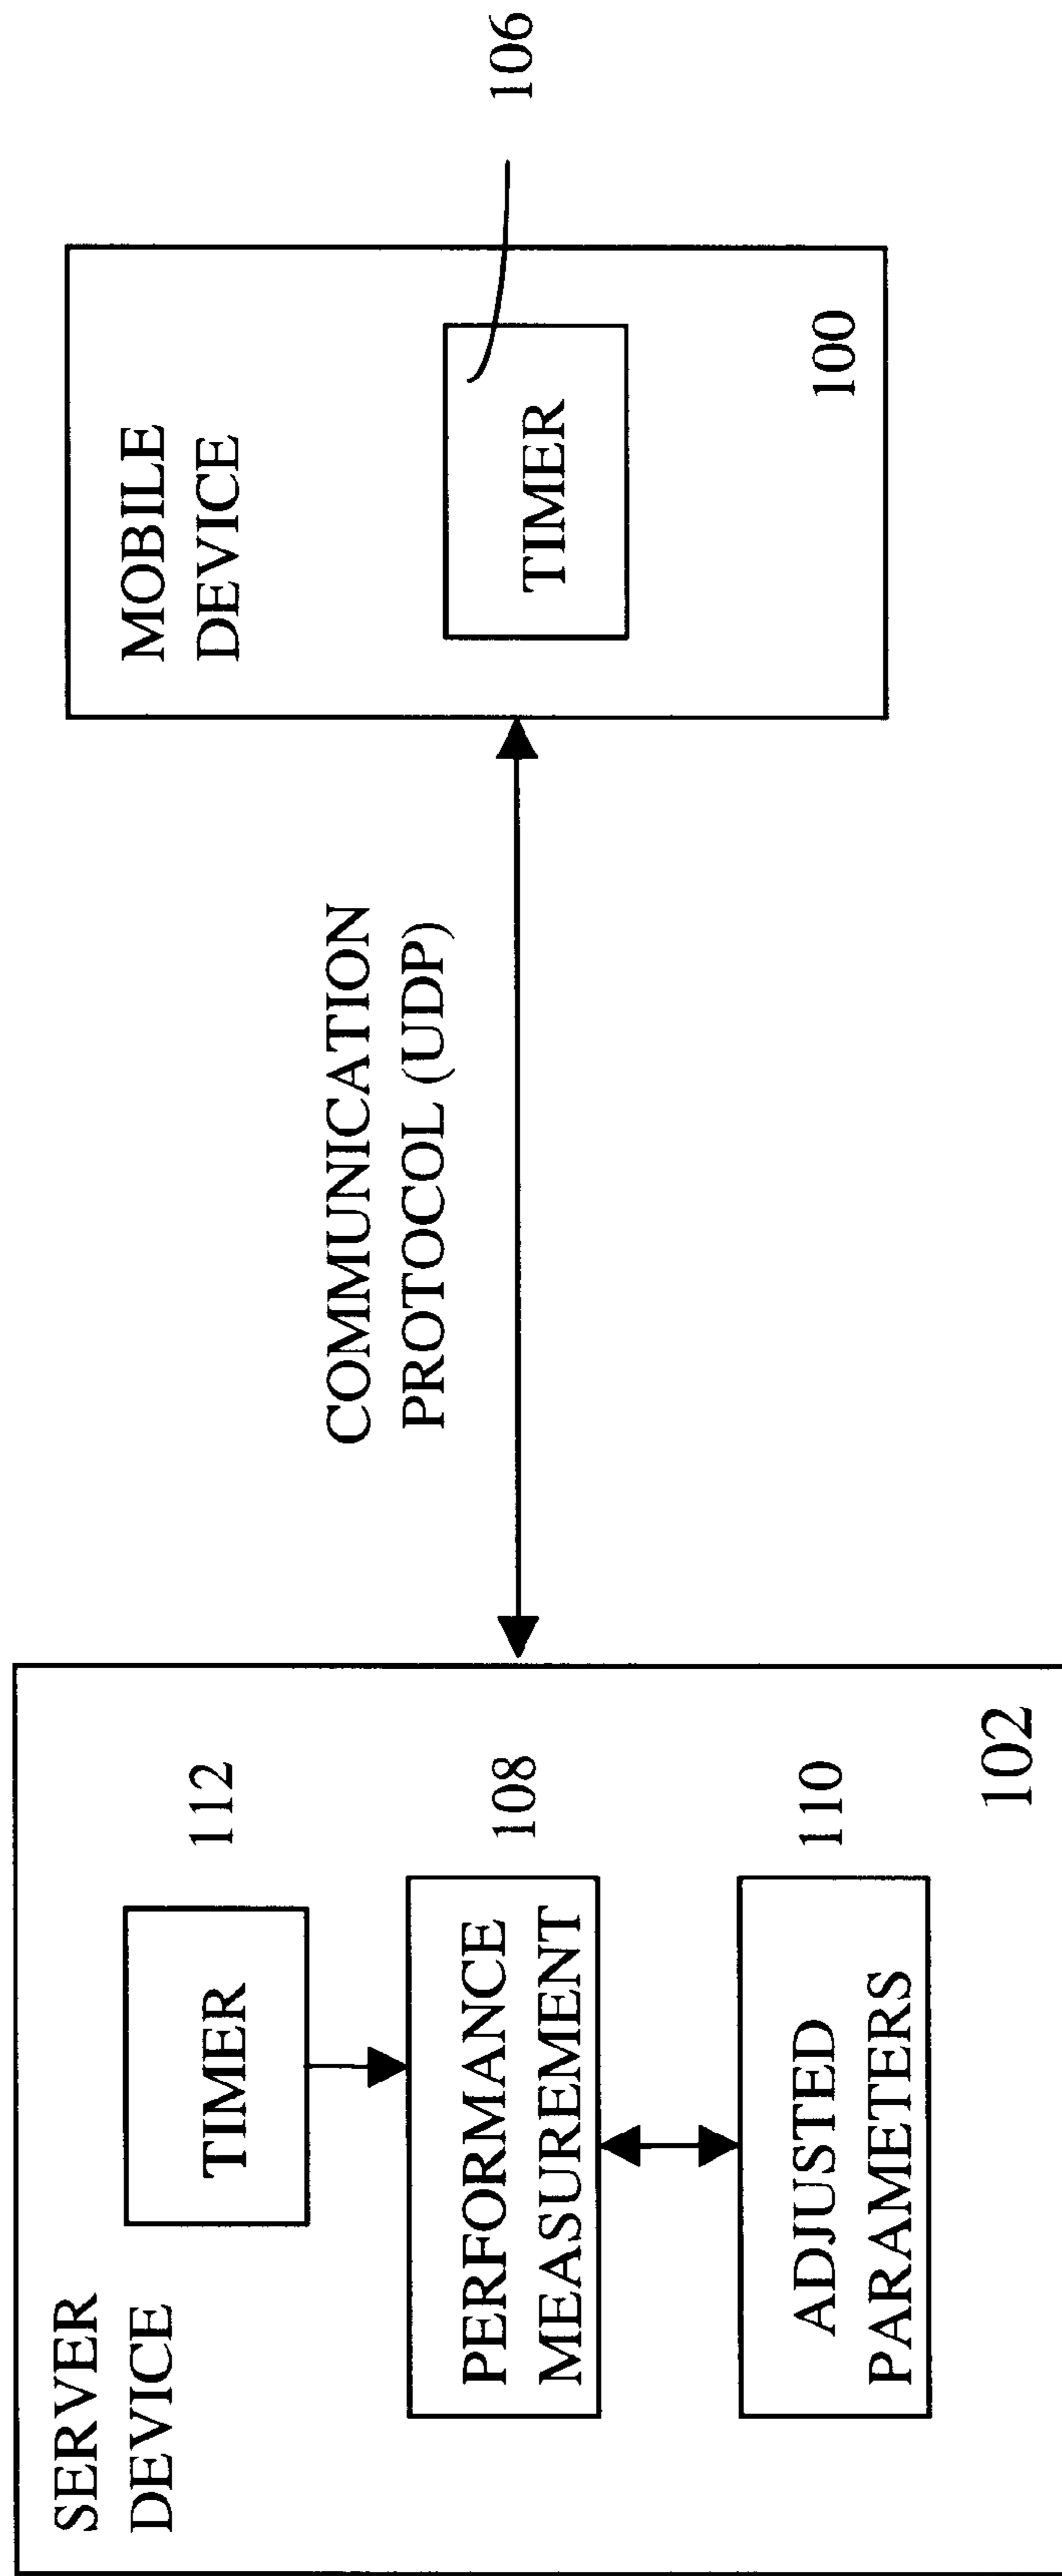 SERVER
DEVICE
TIMER
112
PERFORMANCE
MEASUREMENT
108
ADJUSTED
PARAMETERS
110
102
COMMUNICATION
PROTOCOL (UDP)
MOBILE
DEVICE
TIMER
106
100